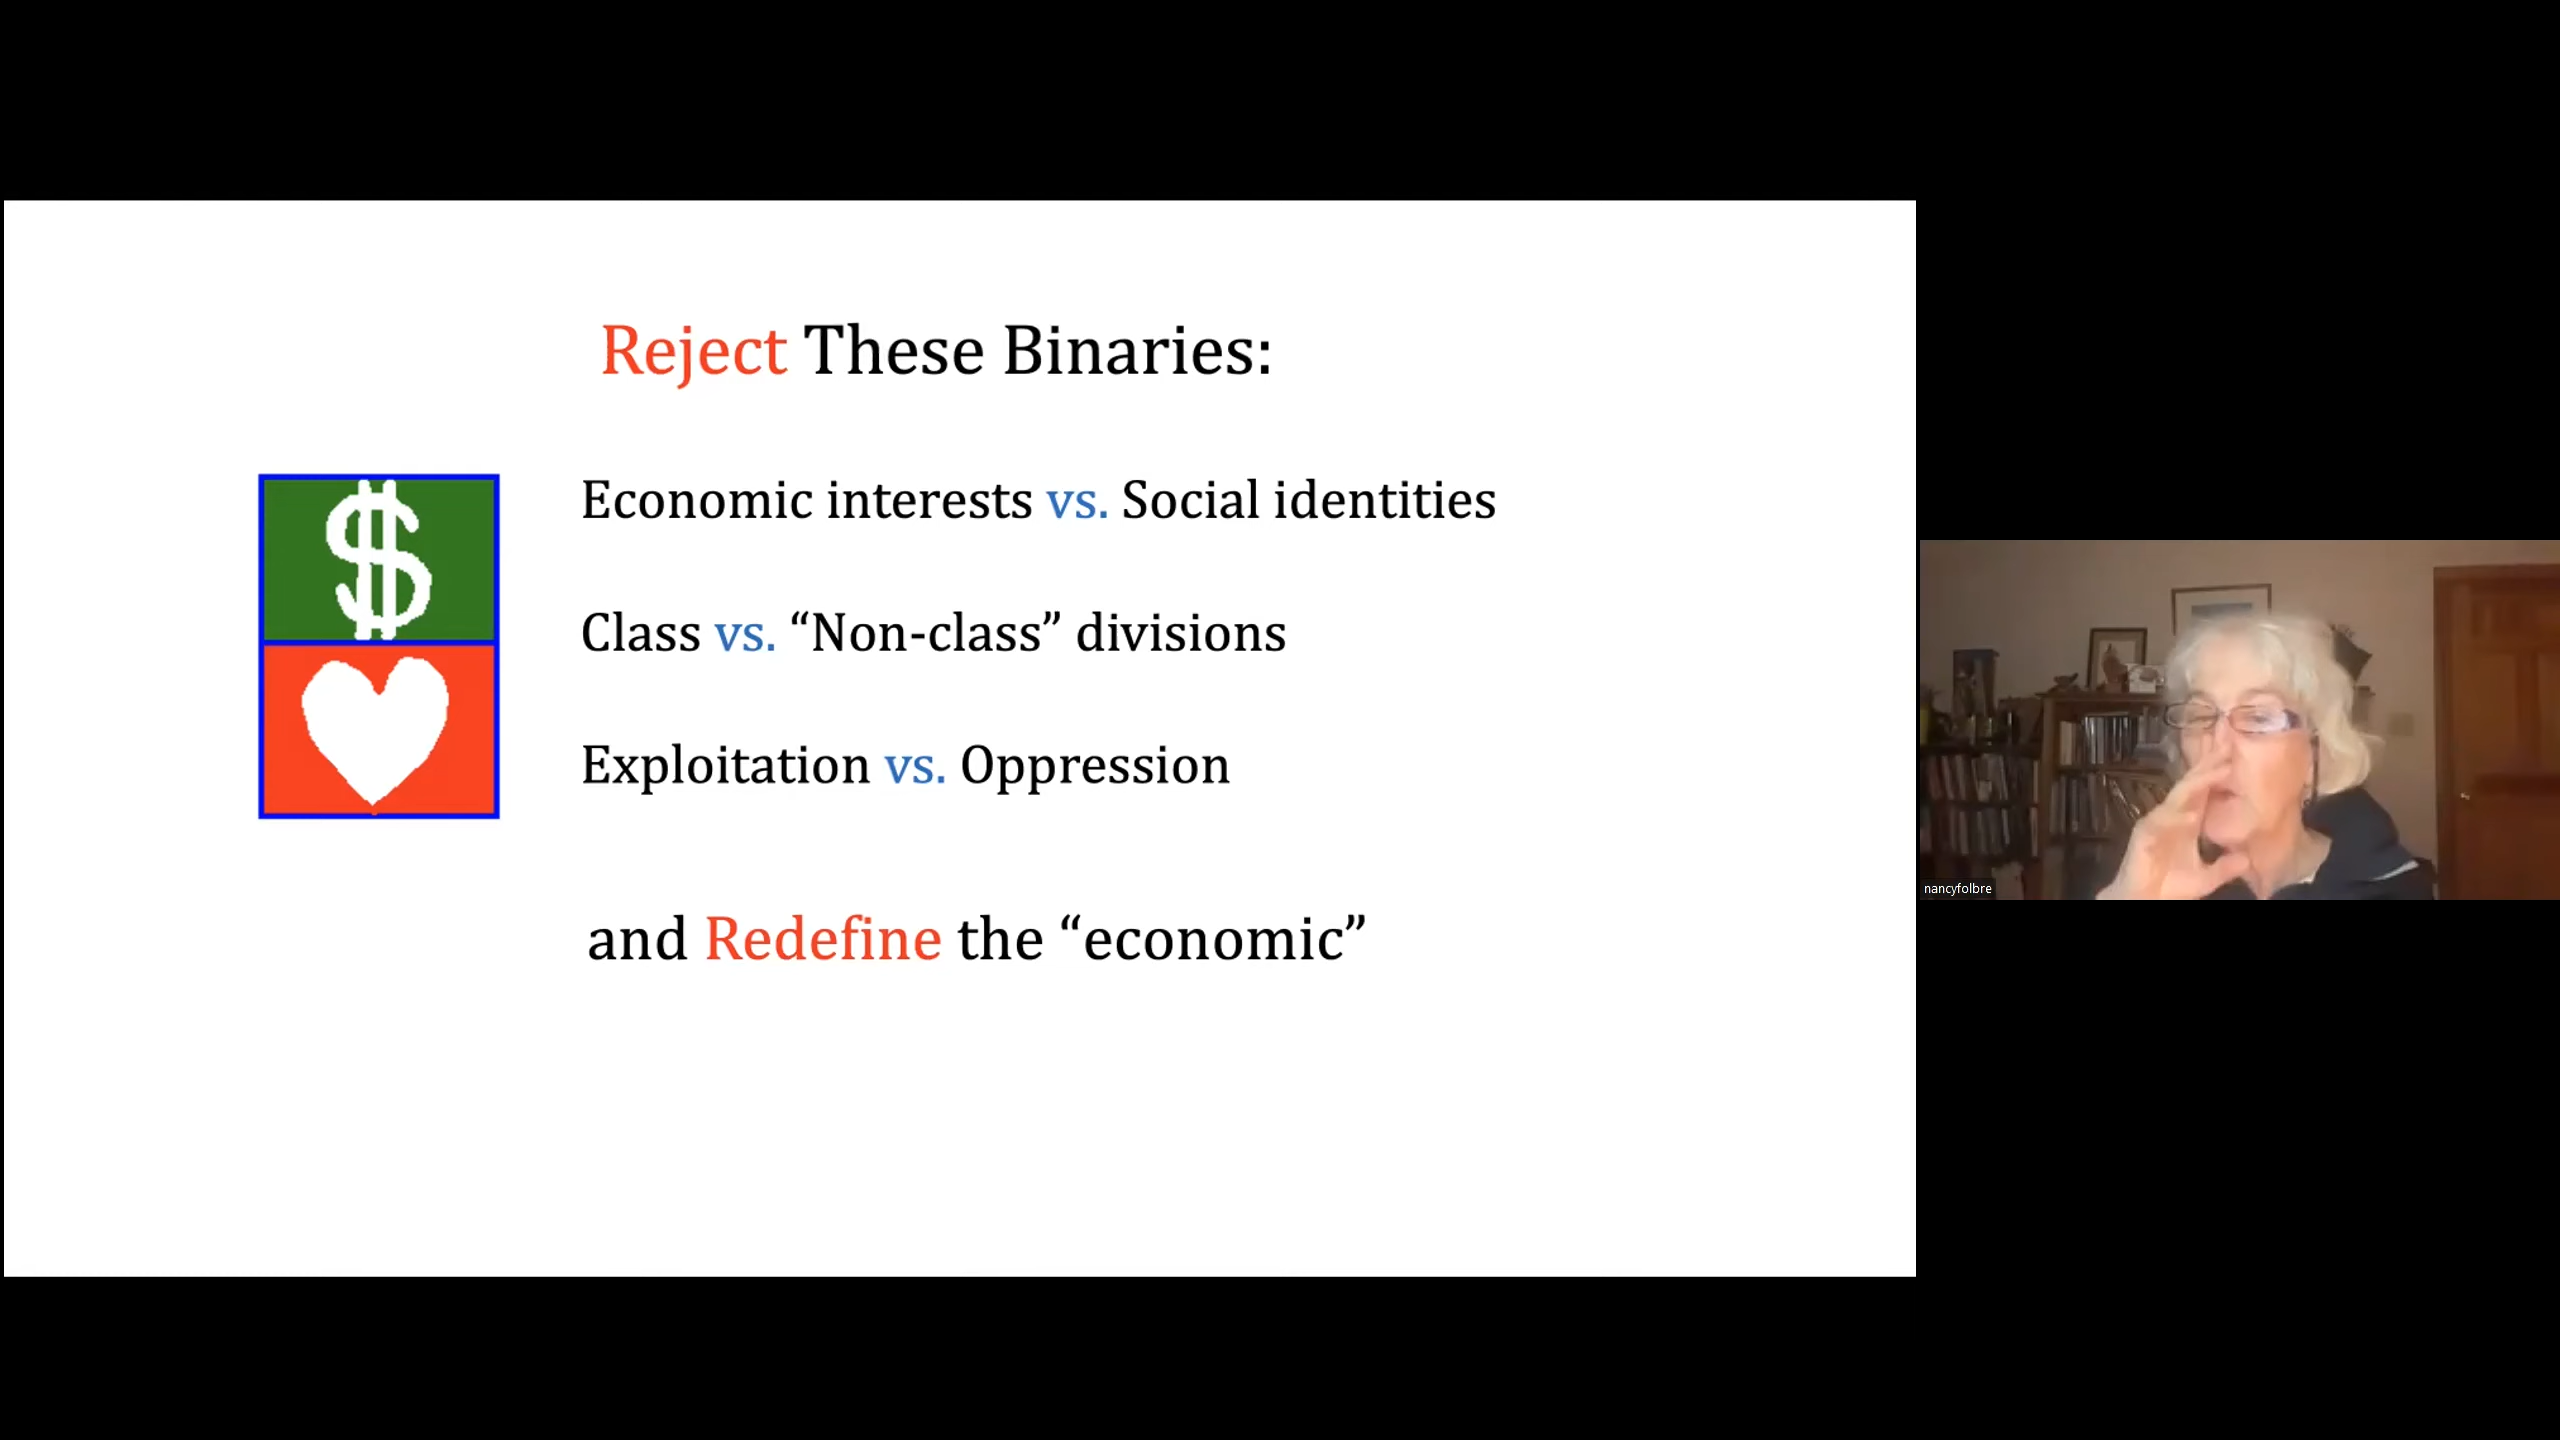 Reject These Binaries:
$
Economic interests vs. Social identities
Class vs. “Non-class” divisions
Exploitation vs. Oppression
and Redefine the “economic”
nancyfolbre